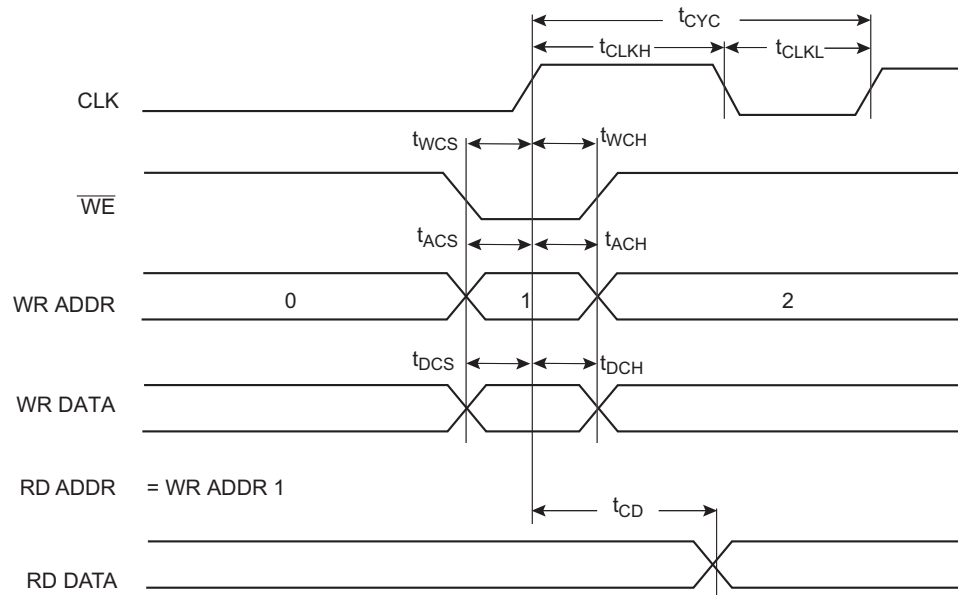 tCYC
tCLKH tCLKL
CLK
tWCS tWCH
WE
tACS tACH
WR ADDR 0 1 2
tDCS tDCH
WR DATA
RD ADDR = WR ADDR 1
tCD
RD DATA